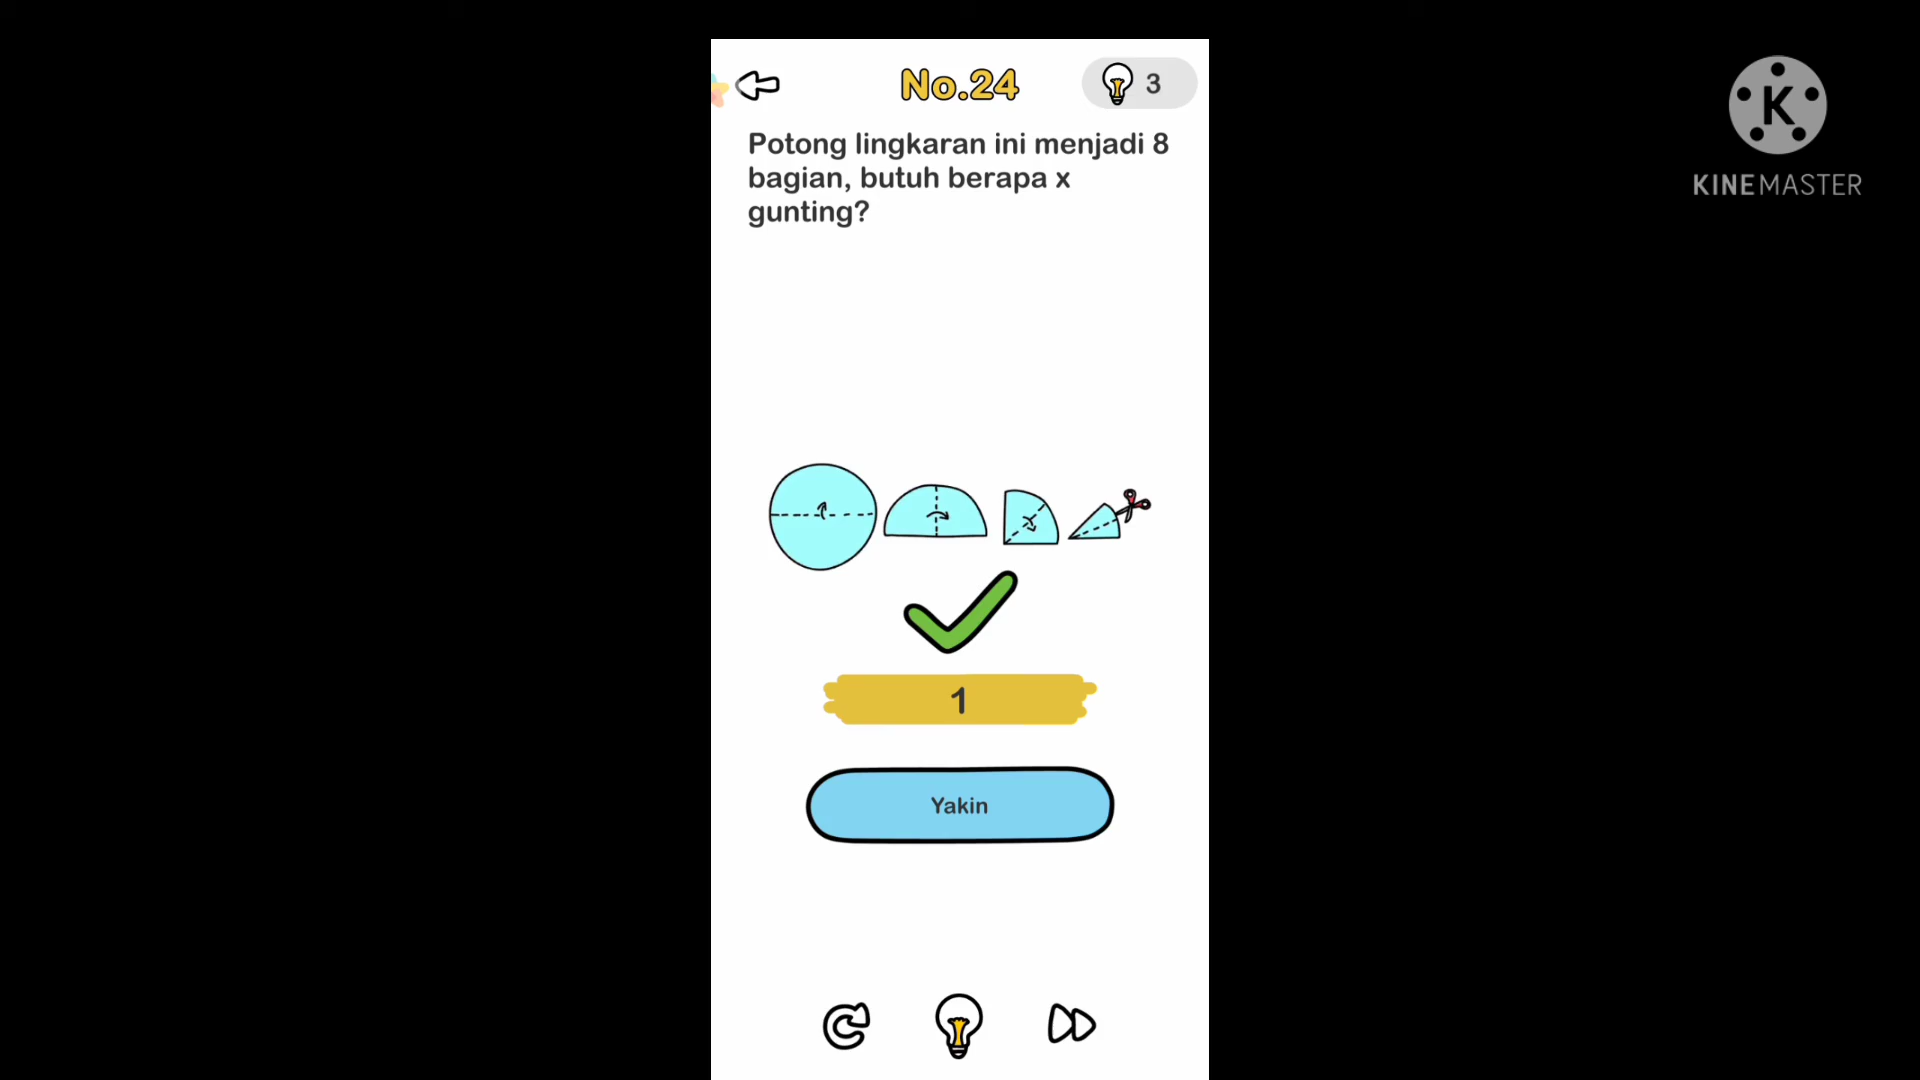 No.24
3
Potong lingkaran ini menjadi 8
bagian, butuh berapa x
gunting?
1
Yakin
K
KINEMASTER